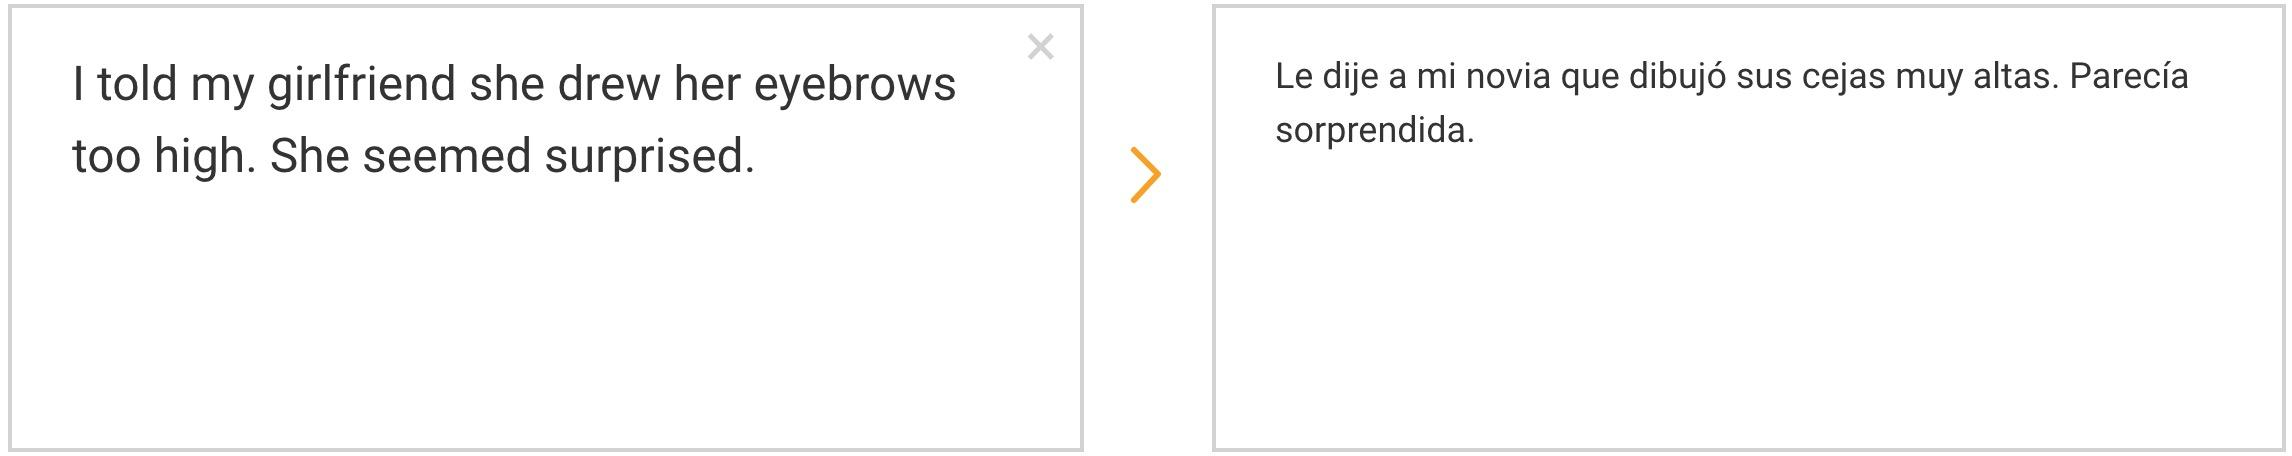 I told my girlfriend she drew her eyebrows
too high. She seemed surprised.
Le dije a mi novia que dibujó sus cejas muy altas. Parecía
sorprendida.